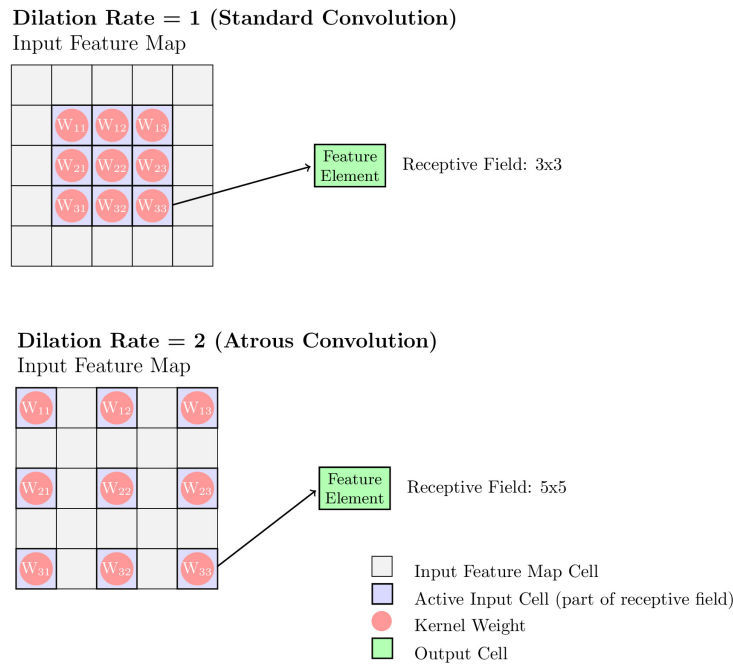 Dilation Rate = 1 (Standard Convolution)
Input Feature Map
W₁₁ W₁₂ W₁₃
W₂₁ W₂₂ W₂₃
W₃₁ W₃₂ W₃₃
Feature
Element
Receptive Field: 3x3
Dilation Rate = 2 (Atrous Convolution)
Input Feature Map
W₁₁ W₁₂ W₁₃
W₂₁ W₂₂ W₂₃
W₃₁ W₃₂ W₃₃
Feature
Element
Receptive Field: 5x5
Input Feature Map Cell
Active Input Cell (part of receptive field)
Kernel Weight
Output Cell